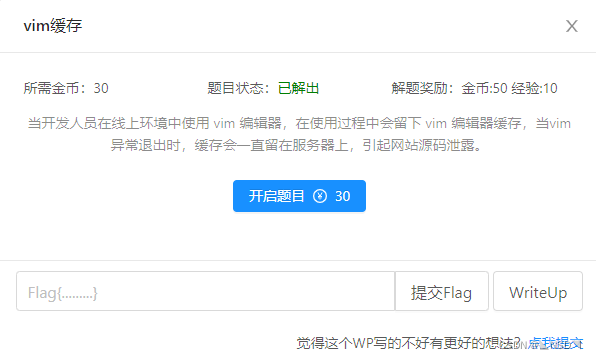 vim缓存
所需金币：30 题目状态：已解出 解题奖励：金币:50 经验:10
当开发人员在线上环境中使用 vim 编辑器，在使用过程中会留下 vim 编辑器缓存，当vim
异常退出时，缓存会一直留在服务器上，引起网站源码泄露。
开启题目 30
Flag{.........} 提交Flag WriteUp
觉得这个WP写的不好有更好的想法？点我提交